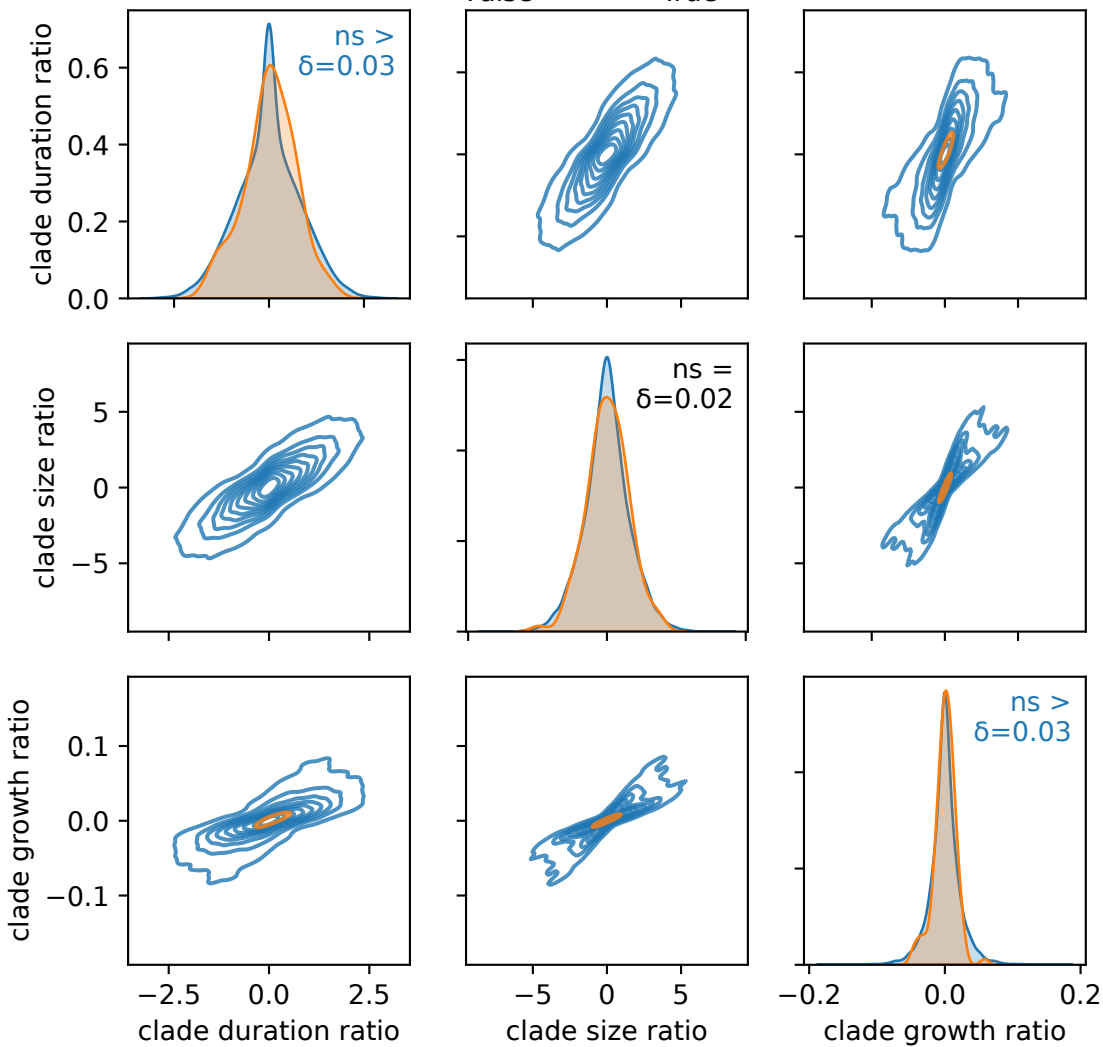 clade duration ratio
0.6
0.4
0.2
0.0
ns >
δ=0.03
clade size ratio
5
0
−5
ns =
δ=0.02
clade growth ratio
0.1
0.0
−0.1
ns >
δ=0.03
−2.5
0.0
2.5
−5
0
5
−0.2
0.0
0.2
clade duration ratio
clade size ratio
clade growth ratio